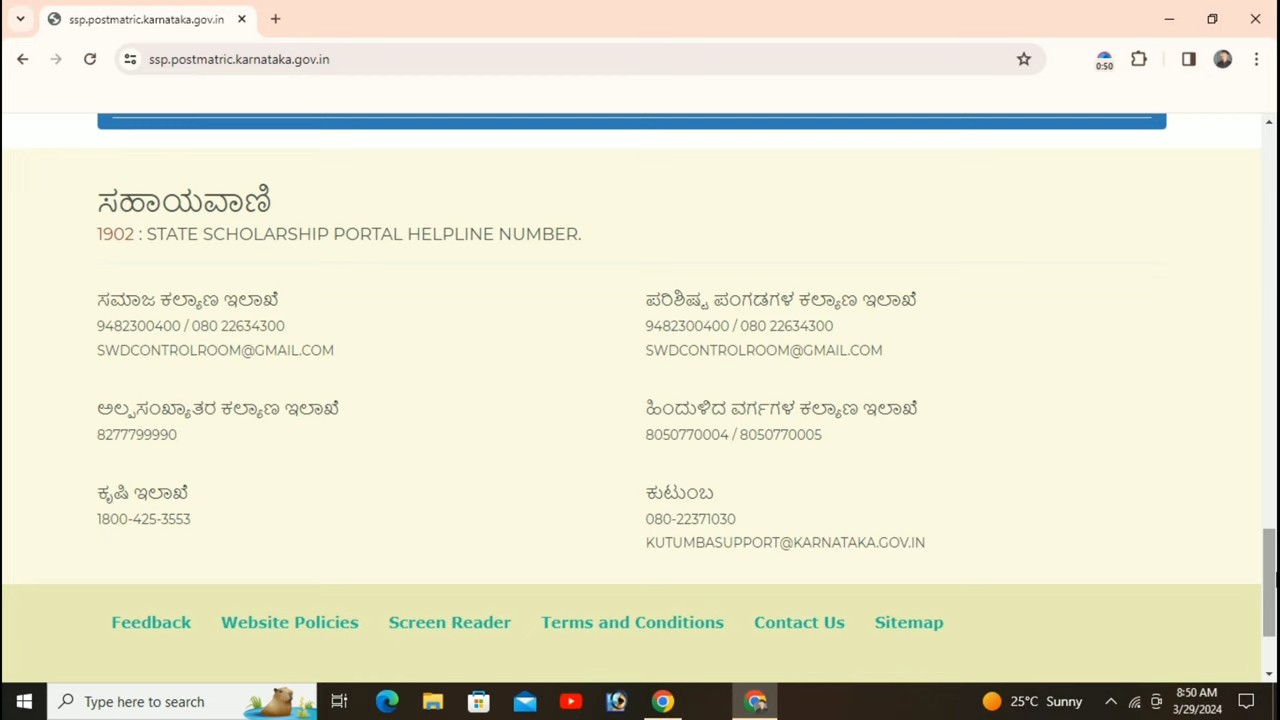 ssp.postmatric.karnataka.gov.in
ssp.postmatric.karnataka.gov.in
0:50
ಸಹಾಯವಾಣಿ
1902 : STATE SCHOLARSHIP PORTAL HELPLINE NUMBER.
ಸಮಾಜ ಕಲ್ಯಾಣ ಇಲಾಖೆ
9482300400 / 080 22634300
SWDCONTROLROOM@GMAIL.COM
ಪರಿಶಿಷ್ಟ ಪಂಗಡಗಳ ಕಲ್ಯಾಣ ಇಲಾಖೆ
9482300400 / 080 22634300
SWDCONTROLROOM@GMAIL.COM
ಅಲ್ಪಸಂಖ್ಯಾತರ ಕಲ್ಯಾಣ ಇಲಾಖೆ
8277799990
ಹಿಂದುಳಿದ ವರ್ಗಗಳ ಕಲ್ಯಾಣ ಇಲಾಖೆ
8050770004 / 8050770005
ಕೃಷಿ ಇಲಾಖೆ
1800-425-3553
ಕುಟುಂಬ
080-22371030
KUTUMBASUPPORT@KARNATAKA.GOV.IN
Feedback Website Policies Screen Reader Terms and Conditions Contact Us Sitemap
Type here to search
25°C Sunny
8:50 AM
3/29/2024